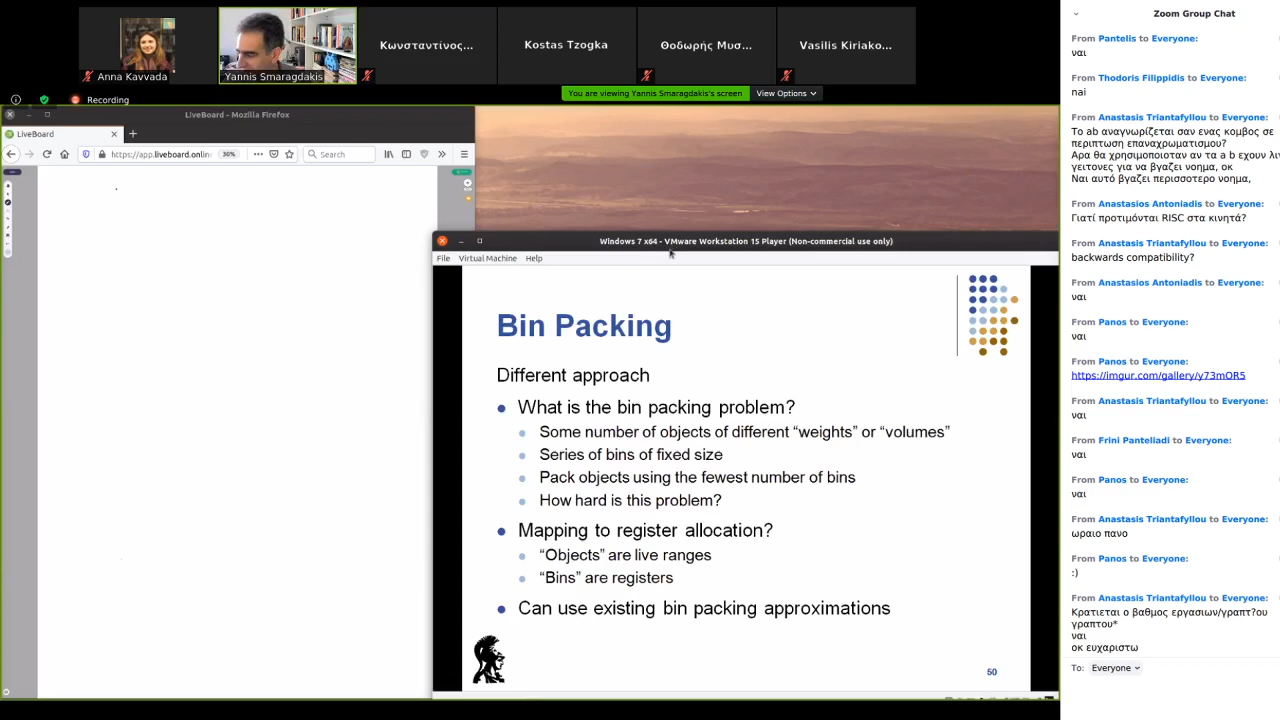 Anna Kavvada
Yannis Smaragdakis
Κωνσταντίνος...
Kostas Tzogka
Θοδωρής Μυσ...
Vasilis Kiriako...
Recording
You are viewing Yannis Smaragdakis's screen
View Options
LiveBoard - Mozilla Firefox
LiveBoard
https://app.liveboard.onlin
30%
Search
Windows 7 x64 - VMware Workstation 15 Player (Non-commercial use only)
File Virtual Machine Help
Bin Packing
Different approach
What is the bin packing problem?
Some number of objects of different “weights” or “volumes”
Series of bins of fixed size
Pack objects using the fewest number of bins
How hard is this problem?
Mapping to register allocation?
“Objects” are live ranges
“Bins” are registers
Can use existing bin packing approximations
50
Zoom Group Chat
From Pantelis to Everyone:
ναι
From Thodoris Filippidis to Everyone:
nai
From Anastasis Triantafyllou to Everyone:
Το ab αναγνωρίζεται σαν ενας κομβος σε
περιπτωση επαναχρωματισμου?
Αρα θα χρησιμοποιοταν αν τα a b εχουν λιγ
γειτονες για να βγαζει νοημα, οκ
Ναι αυτό βγαζει περισσοτερο νοημα,
From Anastasios Antoniadis to Everyone:
Γιατί προτιμόνται RISC στα κινητά?
From Anastasis Triantafyllou to Everyone:
backwards compatibility?
From Anastasios Antoniadis to Everyone:
ναι
From Panos to Everyone:
ναι
From Panos to Everyone:
https://imgur.com/gallery/y73mOR5
From Anastasis Triantafyllou to Everyone:
ναι
From Frini Panteliadi to Everyone:
ναι
From Panos to Everyone:
ναι
From Anastasis Triantafyllou to Everyone:
ωραιο πανο
From Panos to Everyone:
:)
From Anastasis Triantafyllou to Everyone:
Κρατιεται ο βαθμος εργασιων/γραπτ?ου
γραπτου*
ναι
οκ ευχαριστω
To: Everyone